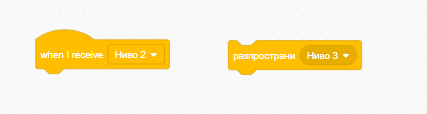 when I receive Ниво 2
разпространи Ниво 3